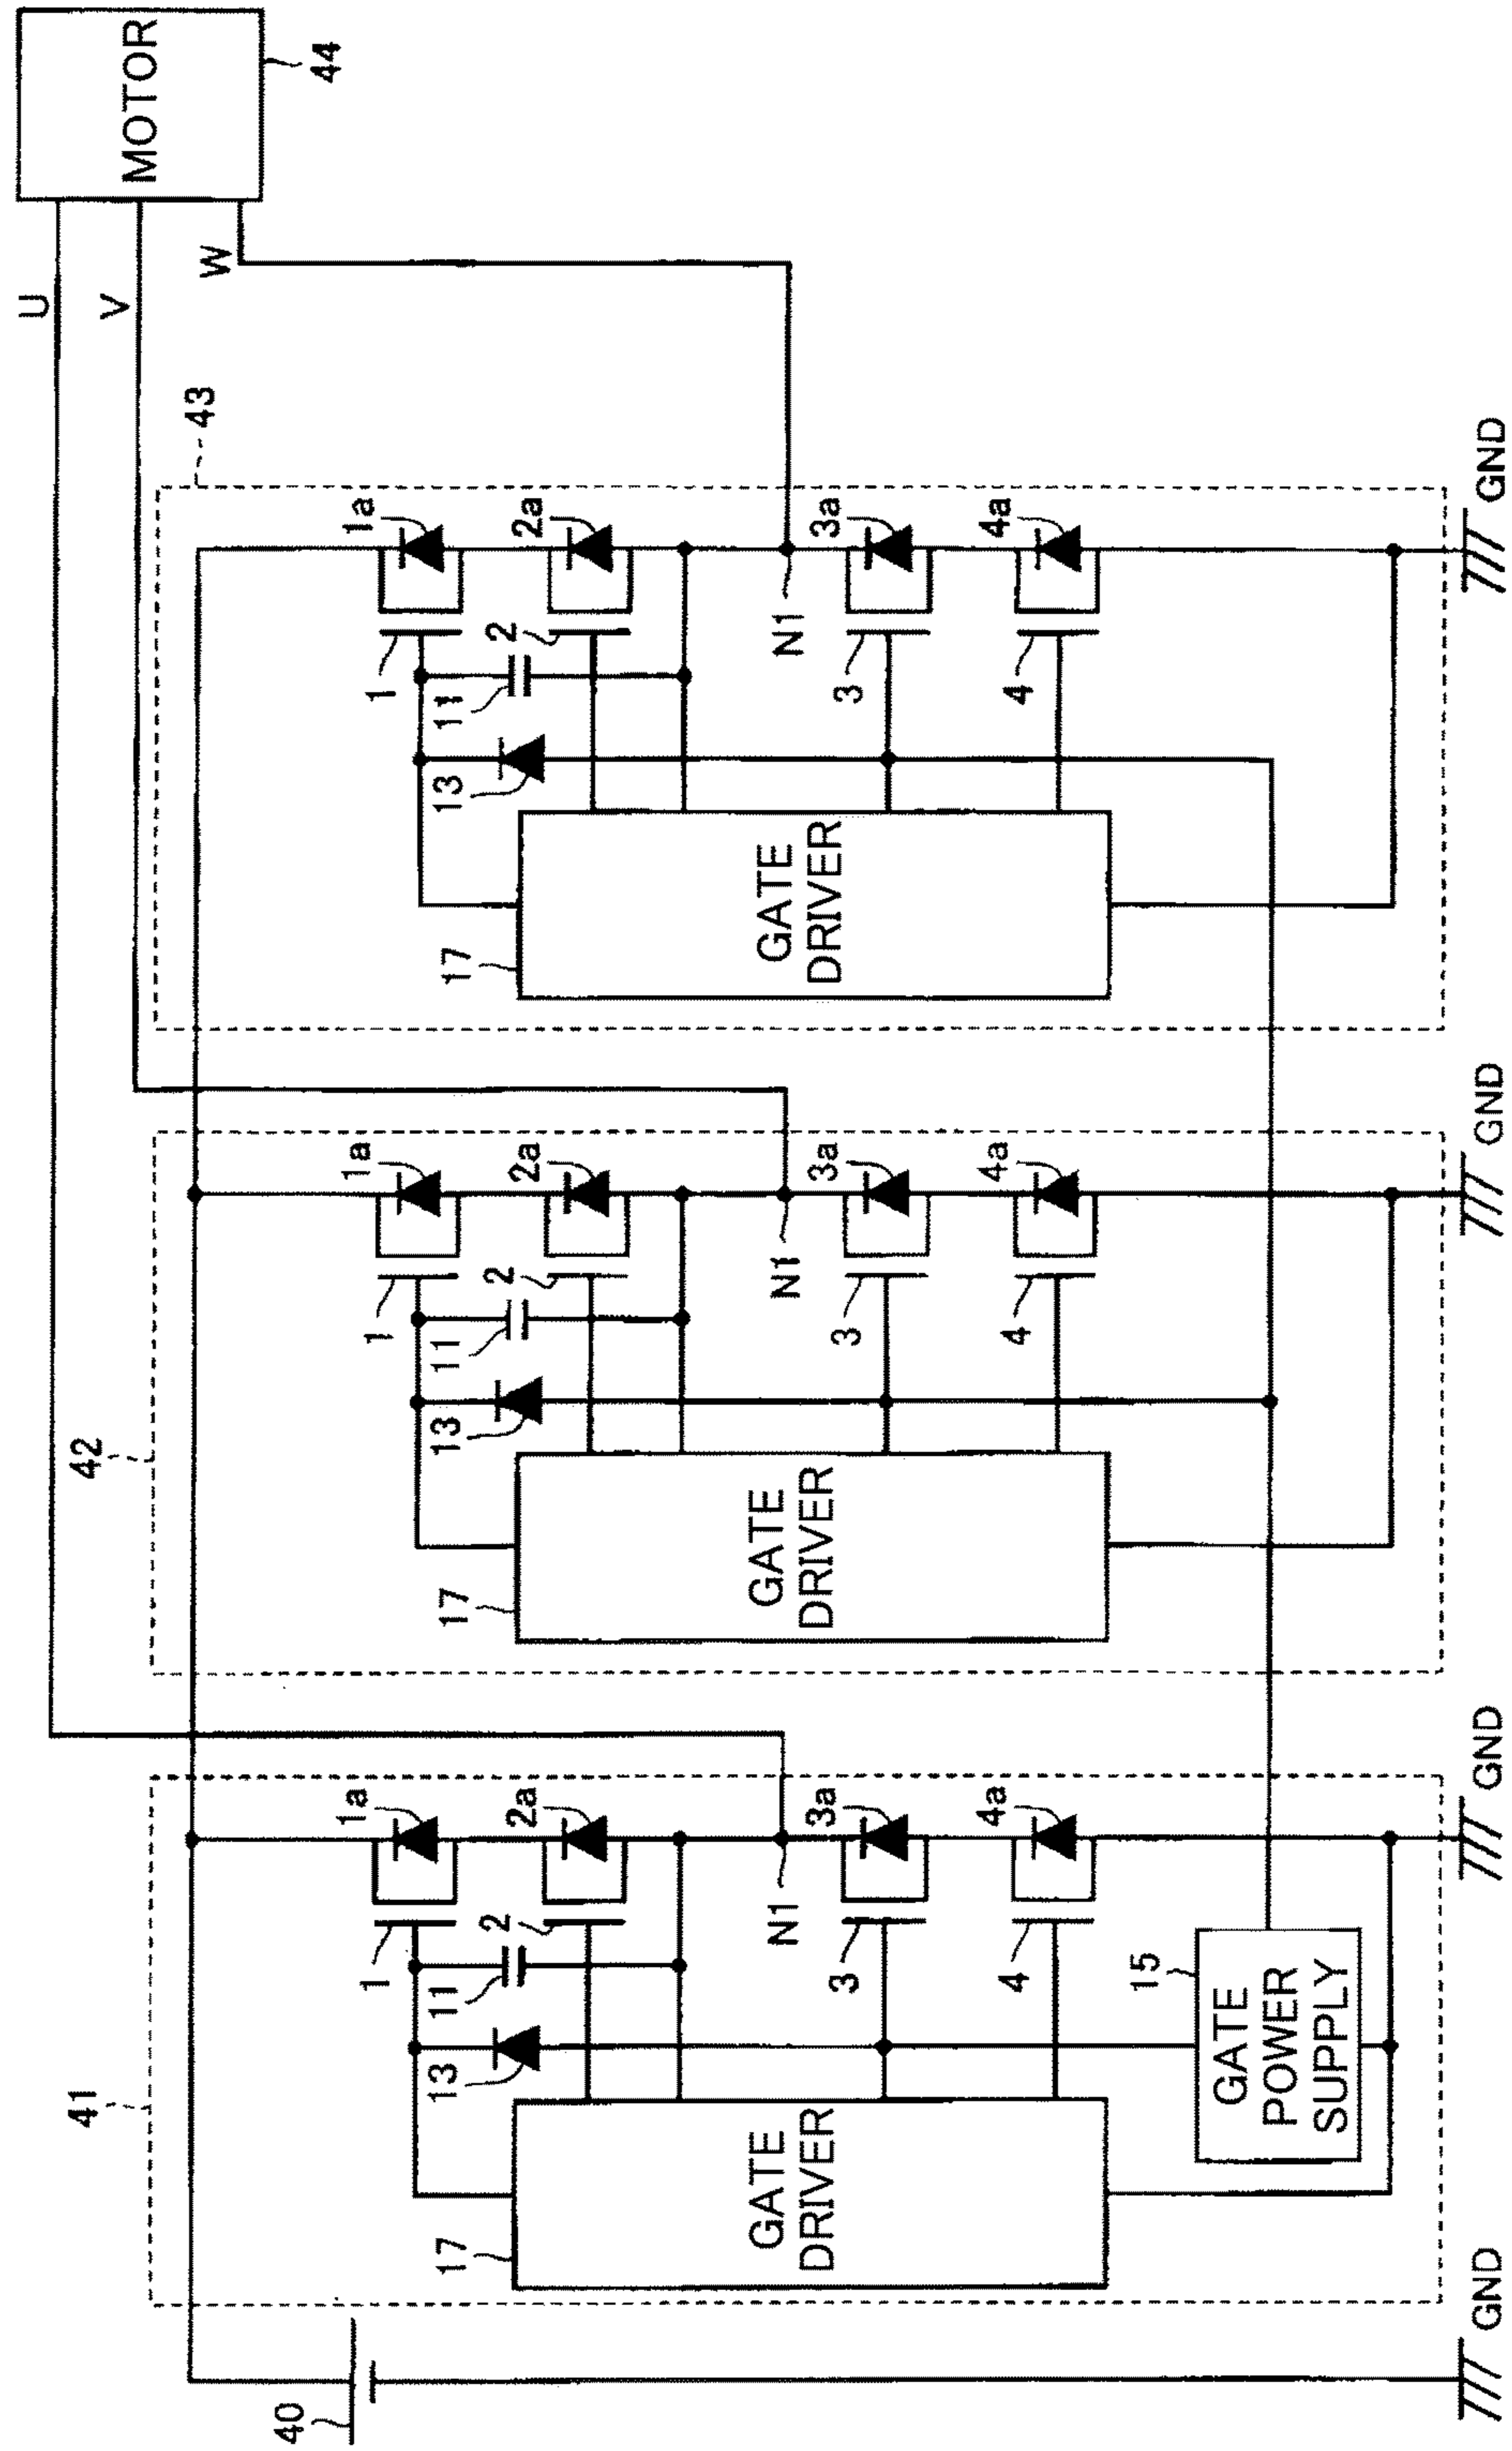 U
V
W
MOTOR
44
43
1a
2a
3a
4a
1
2
11
13
N1
3
4
17
GATE
DRIVER
GND
42
1a
2a
3a
4a
1
2
11
13
N1
3
4
17
GATE
DRIVER
GND
41
1a
2a
3a
4a
1
2
11
13
N1
3
4
15
GATE
POWER
SUPPLY
17
GATE
DRIVER
GND
40
GND